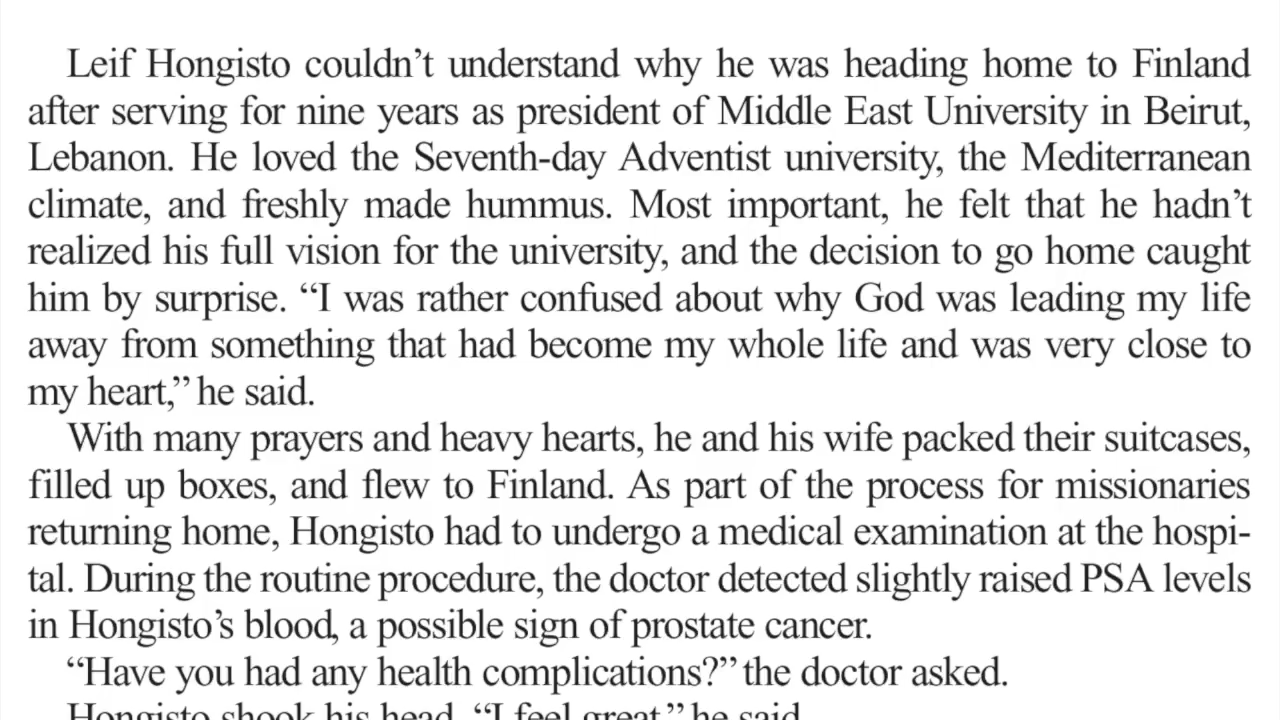 Leif Hongisto couldn’t understand why he was heading home to Finland
after serving for nine years as president of Middle East University in Beirut,
Lebanon. He loved the Seventh-day Adventist university, the Mediterranean
climate, and freshly made hummus. Most important, he felt that he hadn’t
realized his full vision for the university, and the decision to go home caught
him by surprise. “I was rather confused about why God was leading my life
away from something that had become my whole life and was very close to
my heart,” he said.
With many prayers and heavy hearts, he and his wife packed their suitcases,
filled up boxes, and flew to Finland. As part of the process for missionaries
returning home, Hongisto had to undergo a medical examination at the hospi-
tal. During the routine procedure, the doctor detected slightly raised PSA levels
in Hongisto’s blood, a possible sign of prostate cancer.
“Have you had any health complications?” the doctor asked.
Hongisto shook his head. “I feel great,” he said.